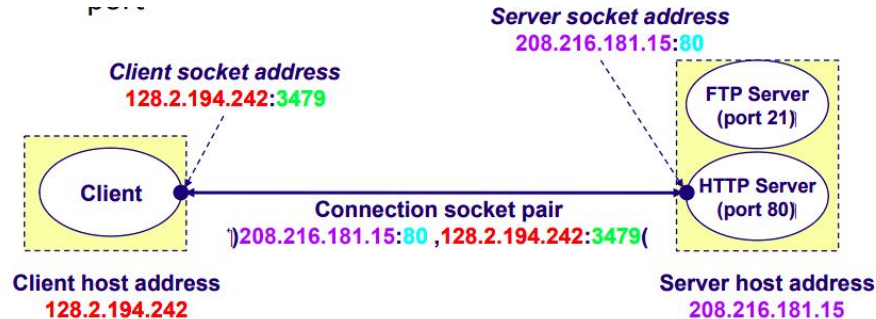 port
Server socket address
208.216.181.15:80
Client socket address
128.2.194.242:3479
FTP Server
(port 21)
Client
HTTP Server
(port 80)
Connection socket pair
)208.216.181.15:80 ,128.2.194.242:3479(
Client host address
128.2.194.242
Server host address
208.216.181.15